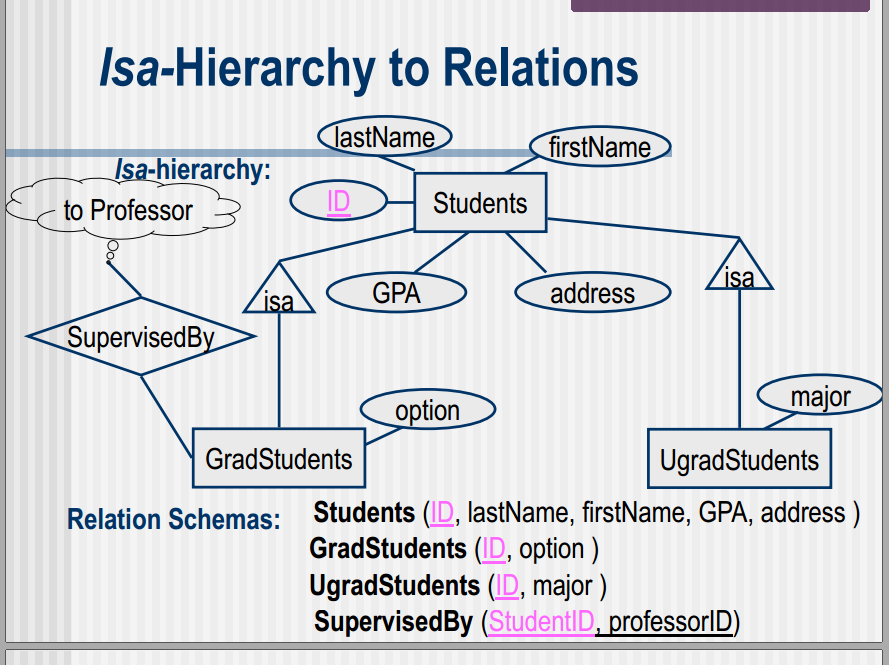 Isa-Hierarchy to Relations
lastName
firstName
Isa-hierarchy:
to Professor
ID
Students
isa
GPA
address
isa
SupervisedBy
option
major
GradStudents
UgradStudents
Relation Schemas:
Students (ID, lastName, firstName, GPA, address )
GradStudents (ID, option )
UgradStudents (ID, major )
SupervisedBy (StudentID, professorID)